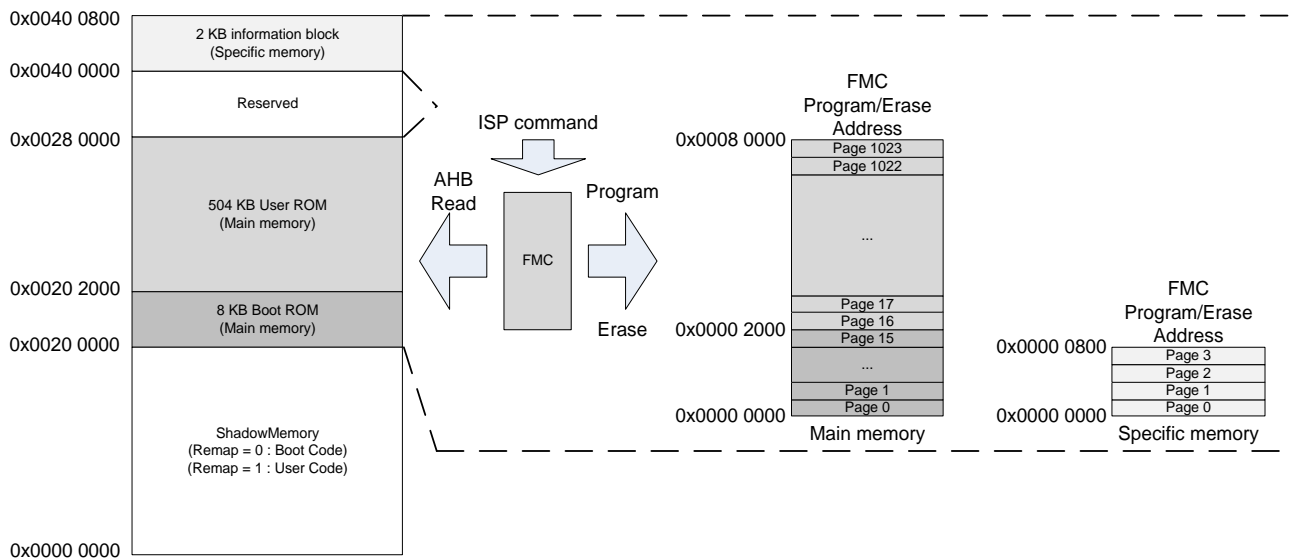 0x0040 0800
2 KB information block
(Specific memory)
0x0040 0000
Reserved
0x0028 0000
504 KB User ROM
(Main memory)
0x0020 2000
8 KB Boot ROM
(Main memory)
0x0020 0000
ShadowMemory
(Remap = 0 : Boot Code)
(Remap = 1 : User Code)
0x0000 0000
ISP command
AHB
Read
FMC
Program
Erase
FMC
Program/Erase
Address
0x0008 0000
Page 1023
Page 1022
...
Page 17
Page 16
0x0000 2000
Page 15
...
Page 1
Page 0
0x0000 0000
Main memory
FMC
Program/Erase
Address
0x0000 0800
Page 3
Page 2
Page 1
Page 0
0x0000 0000
Specific memory